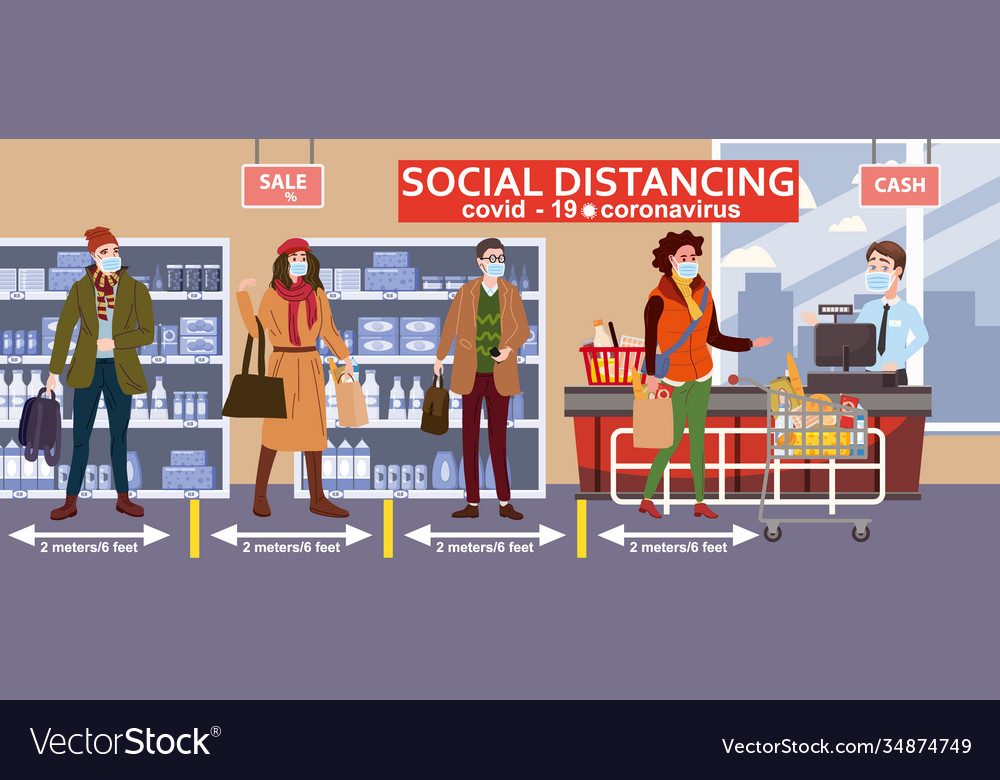 SALE
%
SOCIAL DISTANCING
covid - 19 coronavirus
CASH
2 meters/6 feet
2 meters/6 feet
2 meters/6 feet
2 meters/6 feet
VectorStock®
VectorStock.com/34874749